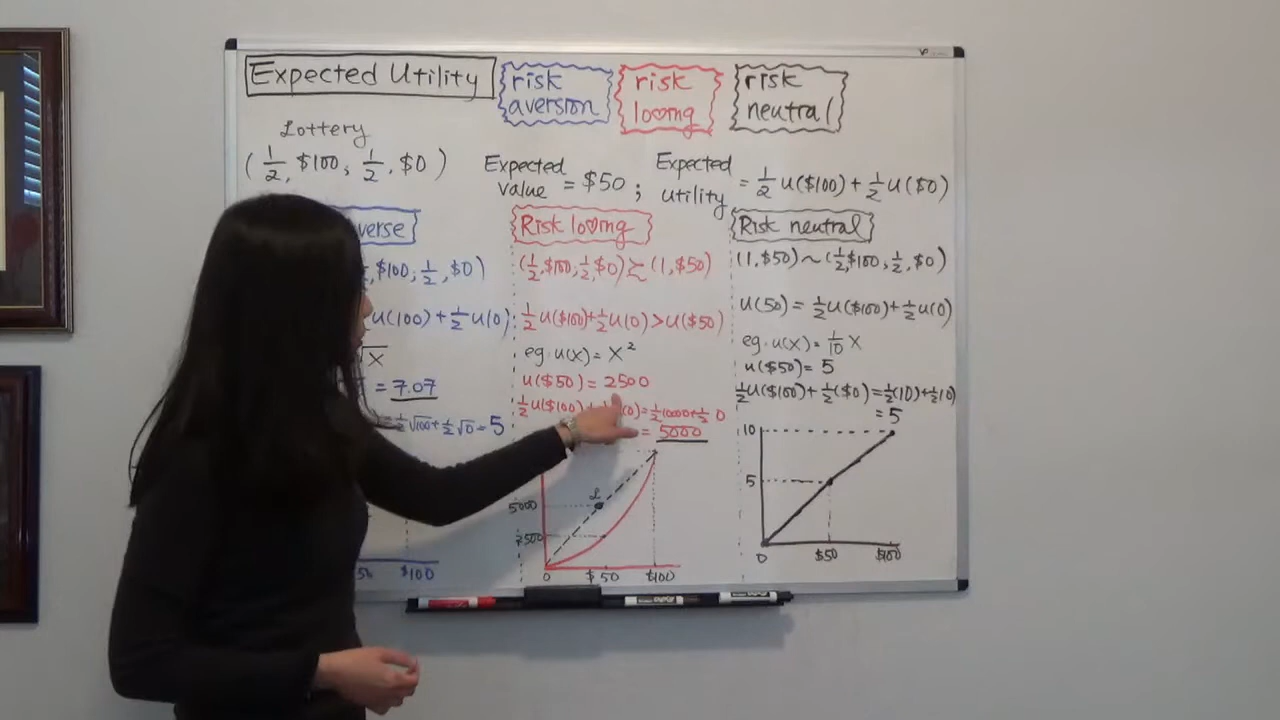 Expected Utility
risk
aversion
risk
loving
risk
neutral
Lottery
(1/2, $100; 1/2, $0)
Expected
value = $50 ;
Expected
utility = 1/2 u($100) + 1/2 u($0)
verse
$100; 1/2, $0)
u(100) + 1/2 u(0)
√x
= 7.07
= 1/2 √100 + 1/2 √0 = 5
50 $100
Risk loving
(1/2, $100; 1/2, $0) ≿ (1, $50)
1/2 u($100) + 1/2 u(0) > u($50)
eg. u(x) = x²
u($50) = 2500
1/2 u($100) + (0) = 1/2 10000 + 1/2 0
= 5000
L
5000
2500
0 $50 $100
Risk neutral
(1, $50) ~ (1/2, $100; 1/2, $0)
u(50) = 1/2 u($100) + 1/2 u(0)
eg. u(x) = 1/10 x
u($50) = 5
1/2 u($100) + 1/2 ($0) = 1/2 (10) + 1/2 (0)
= 5
10
5
0 $50 $100